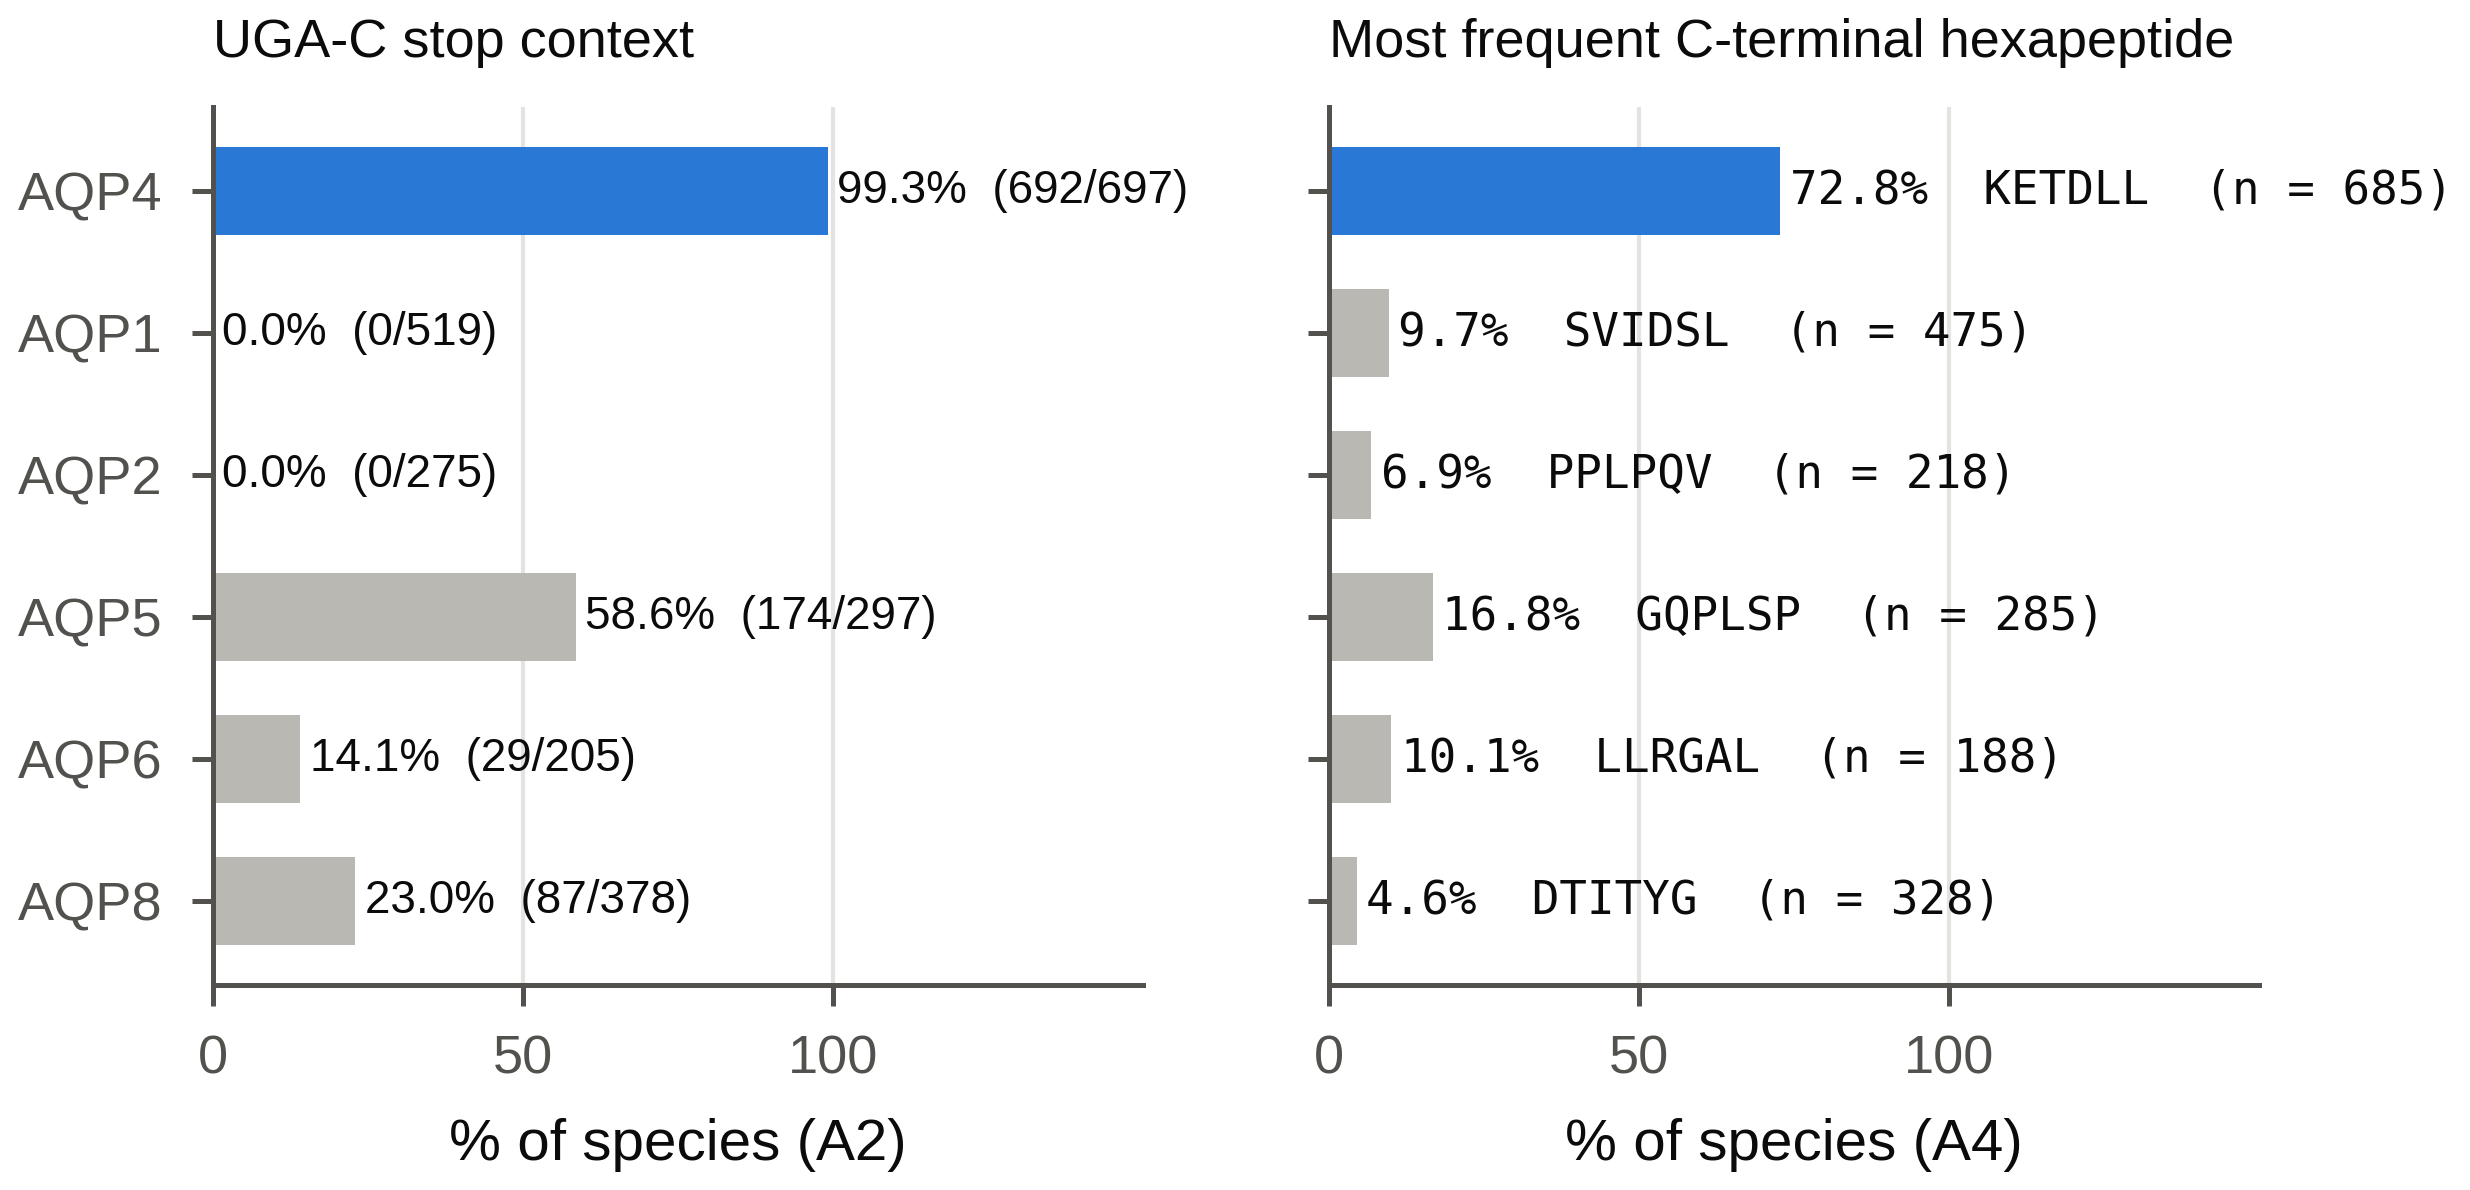 UGA-C stop context
AQP4 99.3% (692/697)
AQP1 0.0% (0/519)
AQP2 0.0% (0/275)
AQP5 58.6% (174/297)
AQP6 14.1% (29/205)
AQP8 23.0% (87/378)
0 50 100
% of species (A2)
Most frequent C-terminal hexapeptide
72.8% KETDLL (n = 685)
9.7% SVIDSL (n = 475)
6.9% PPLPQV (n = 218)
16.8% GQPLSP (n = 285)
10.1% LLRGAL (n = 188)
4.6% DTITYG (n = 328)
0 50 100
% of species (A4)